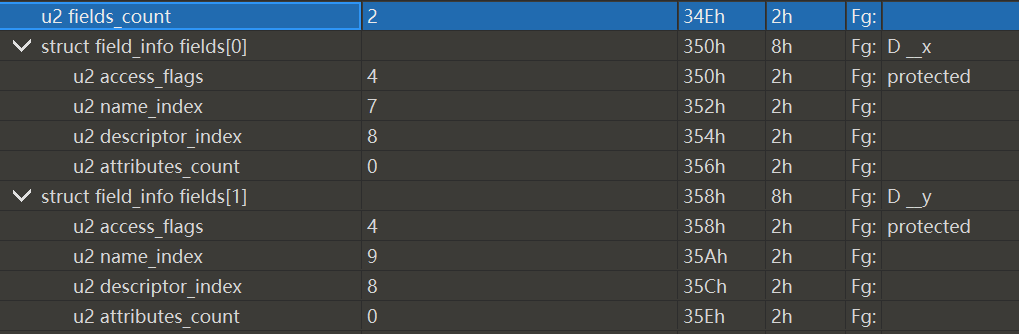 u2 fields_count 2 34Eh 2h Fg:
struct field_info fields[0] 350h 8h Fg: D __x
u2 access_flags 4 350h 2h Fg: protected
u2 name_index 7 352h 2h Fg:
u2 descriptor_index 8 354h 2h Fg:
u2 attributes_count 0 356h 2h Fg:
struct field_info fields[1] 358h 8h Fg: D __y
u2 access_flags 4 358h 2h Fg: protected
u2 name_index 9 35Ah 2h Fg:
u2 descriptor_index 8 35Ch 2h Fg:
u2 attributes_count 0 35Eh 2h Fg: